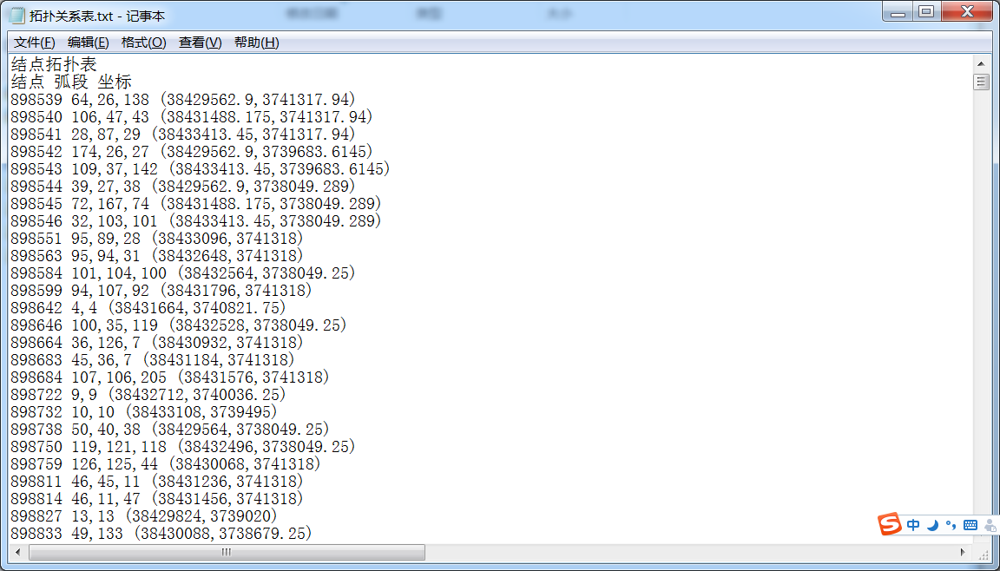 拓扑关系表.txt - 记事本
文件(F) 编辑(E) 格式(O) 查看(V) 帮助(H)
结点拓扑表
结点 弧段 坐标
898539 64,26,138 (38429562.9,3741317.94)
898540 106,47,43 (38431488.175,3741317.94)
898541 28,87,29 (38433413.45,3741317.94)
898542 174,26,27 (38429562.9,3739683.6145)
898543 109,37,142 (38433413.45,3739683.6145)
898544 39,27,38 (38429562.9,3738049.289)
898545 72,167,74 (38431488.175,3738049.289)
898546 32,103,101 (38433413.45,3738049.289)
898551 95,89,28 (38433096,3741318)
898563 95,94,31 (38432648,3741318)
898584 101,104,100 (38432564,3738049.25)
898599 94,107,92 (38431796,3741318)
898642 4,4 (38431664,3740821.75)
898646 100,35,119 (38432528,3738049.25)
898664 36,126,7 (38430932,3741318)
898683 45,36,7 (38431184,3741318)
898684 107,106,205 (38431576,3741318)
898722 9,9 (38432712,3740036.25)
898732 10,10 (38433108,3739495)
898738 50,40,38 (38429564,3738049.25)
898750 119,121,118 (38432496,3738049.25)
898759 126,125,44 (38430068,3741318)
898811 46,45,11 (38431236,3741318)
898814 46,11,47 (38431456,3741318)
898827 13,13 (38429824,3739020)
898833 49,133 (38430088,3738679.25)
中